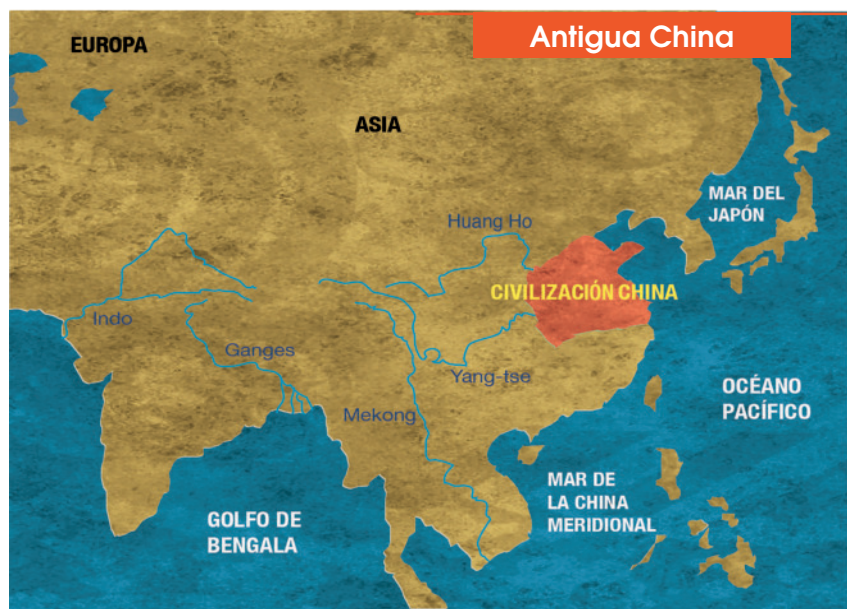 Antigua China
EUROPA
ASIA
MAR DEL
JAPÓN
Huang Ho
CIVILIZACIÓN CHINA
Indo
Ganges
Yang-tse
Mekong
OCÉANO
PACÍFICO
MAR DE
LA CHINA
MERIDIONAL
GOLFO DE
BENGALA